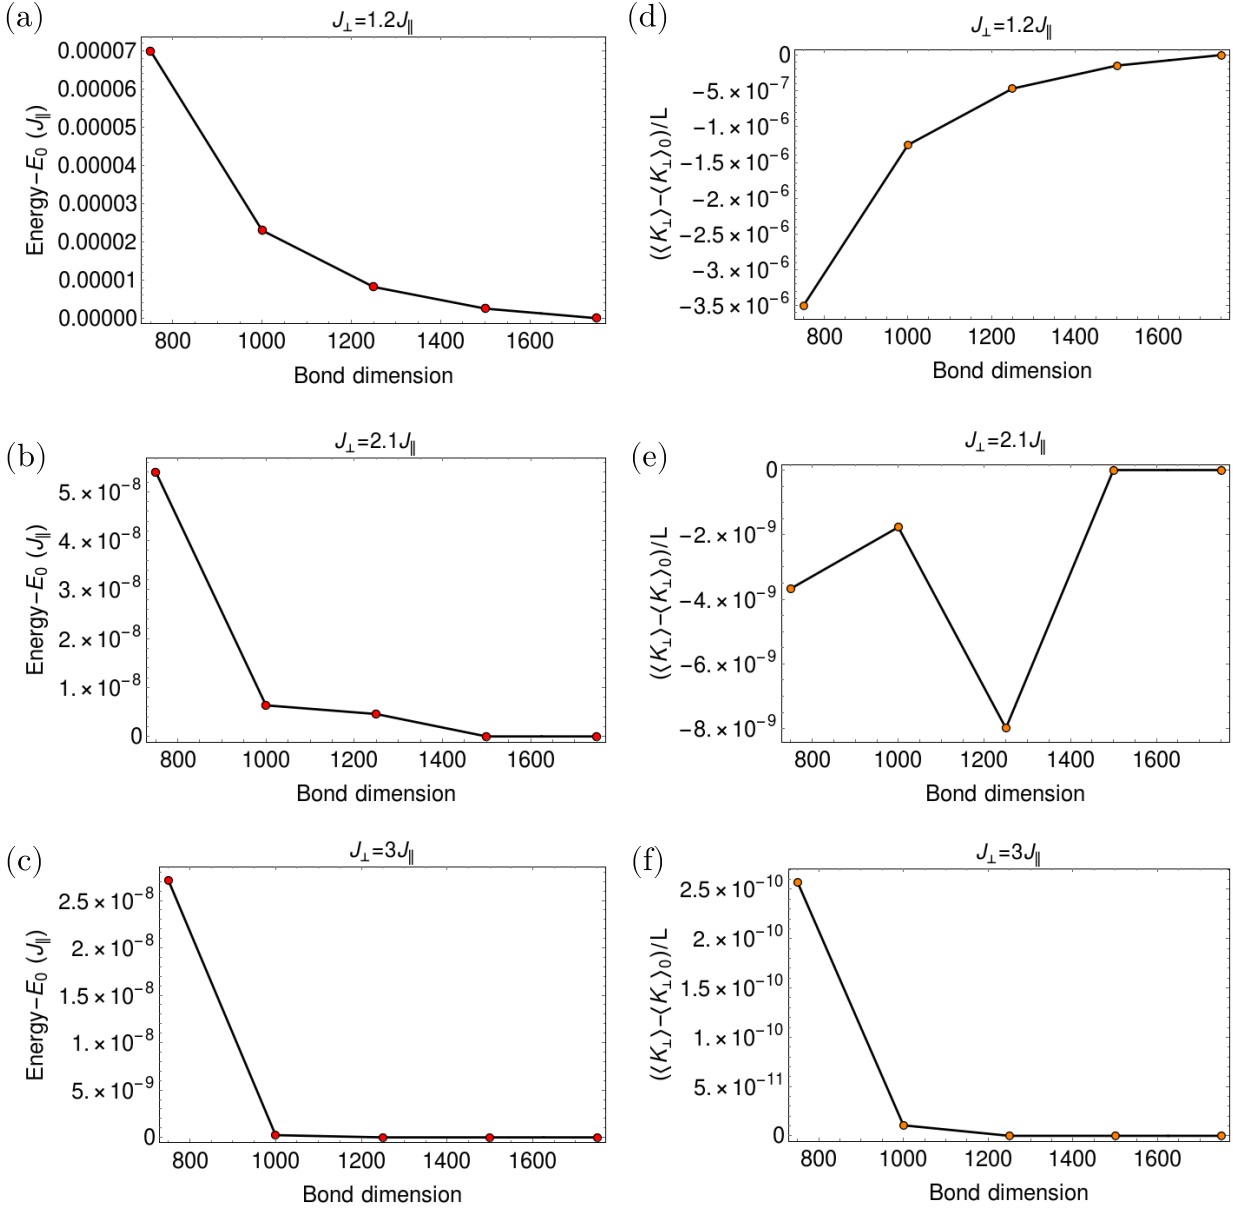 (a)
J⊥=1.2J∥
Energy−E₀ (J∥)
0.00007
0.00006
0.00005
0.00004
0.00003
0.00002
0.00001
0.00000
800 1000 1200 1400 1600
Bond dimension
(d)
J⊥=1.2J∥
(⟨K⊥⟩−⟨K⊥⟩₀)/L
0
−5.×10⁻⁷
−1.×10⁻⁶
−1.5×10⁻⁶
−2.×10⁻⁶
−2.5×10⁻⁶
−3.×10⁻⁶
−3.5×10⁻⁶
800 1000 1200 1400 1600
Bond dimension
(b)
J⊥=2.1J∥
Energy−E₀ (J∥)
5.×10⁻⁸
4.×10⁻⁸
3.×10⁻⁸
2.×10⁻⁸
1.×10⁻⁸
0
800 1000 1200 1400 1600
Bond dimension
(e)
J⊥=2.1J∥
(⟨K⊥⟩−⟨K⊥⟩₀)/L
0
−2.×10⁻⁹
−4.×10⁻⁹
−6.×10⁻⁹
−8.×10⁻⁹
800 1000 1200 1400 1600
Bond dimension
(c)
J⊥=3J∥
Energy−E₀ (J∥)
2.5×10⁻⁸
2.×10⁻⁸
1.5×10⁻⁸
1.×10⁻⁸
5.×10⁻⁹
0
800 1000 1200 1400 1600
Bond dimension
(f)
J⊥=3J∥
(⟨K⊥⟩−⟨K⊥⟩₀)/L
2.5×10⁻¹⁰
2.×10⁻¹⁰
1.5×10⁻¹⁰
1.×10⁻¹⁰
5.×10⁻¹¹
0
800 1000 1200 1400 1600
Bond dimension